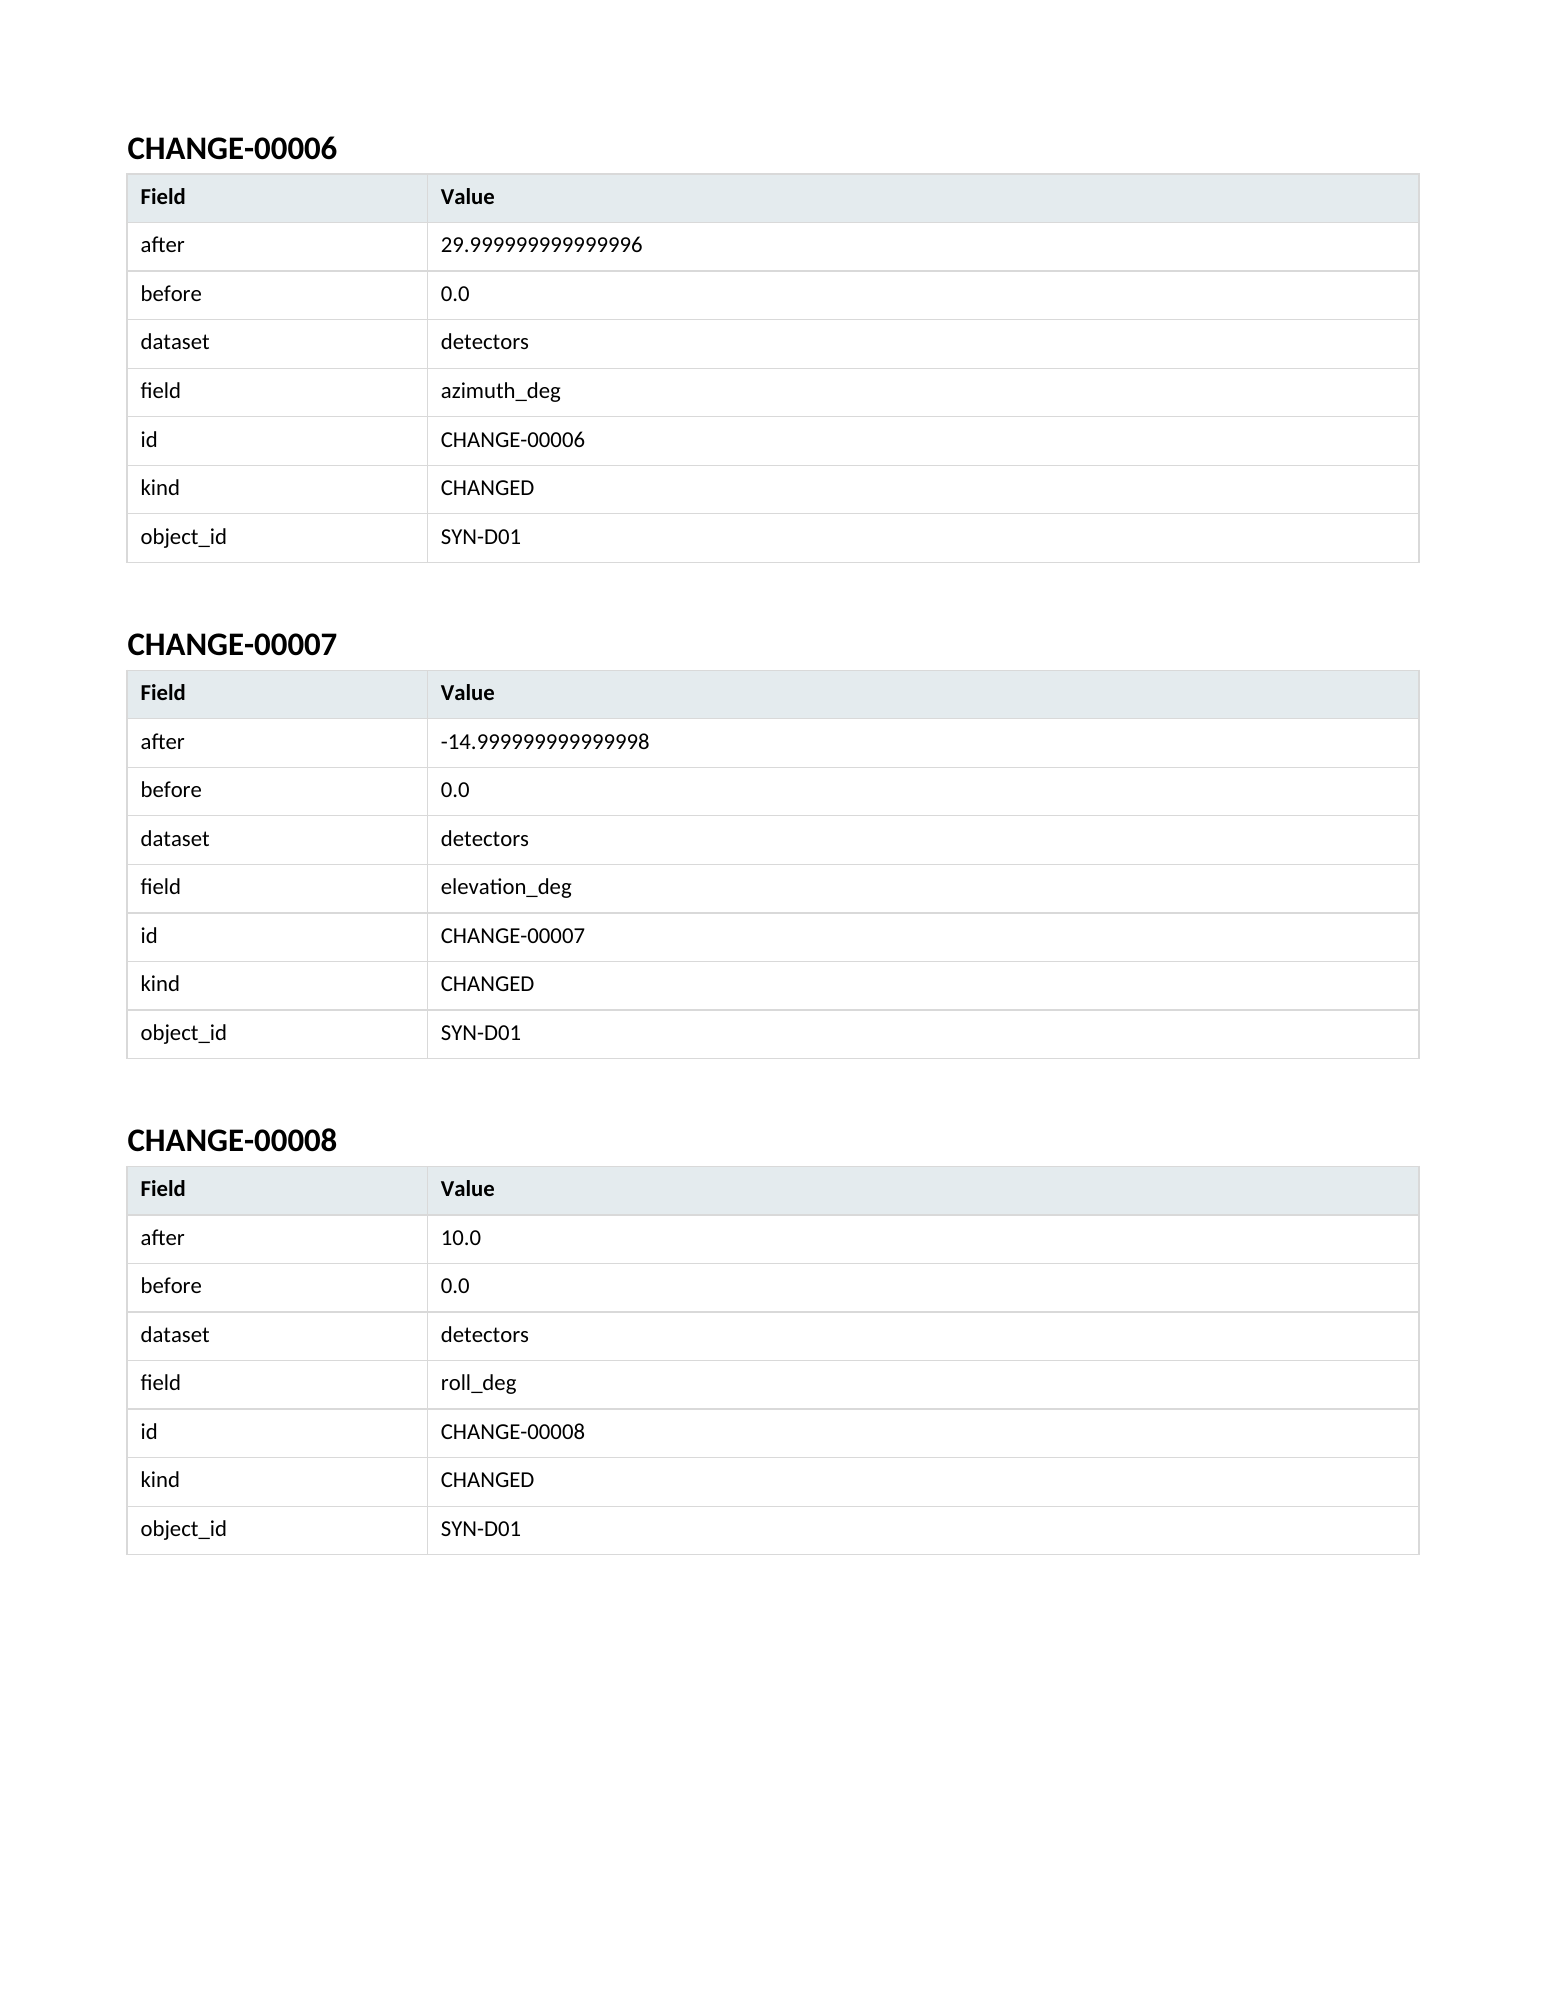 CHANGE-00006
Field Value
after 29.999999999999996
before 0.0
dataset detectors
field azimuth_deg
id CHANGE-00006
kind CHANGED
object_id SYN-D01
CHANGE-00007
Field Value
after -14.999999999999998
before 0.0
dataset detectors
field elevation_deg
id CHANGE-00007
kind CHANGED
object_id SYN-D01
CHANGE-00008
Field Value
after 10.0
before 0.0
dataset detectors
field roll_deg
id CHANGE-00008
kind CHANGED
object_id SYN-D01